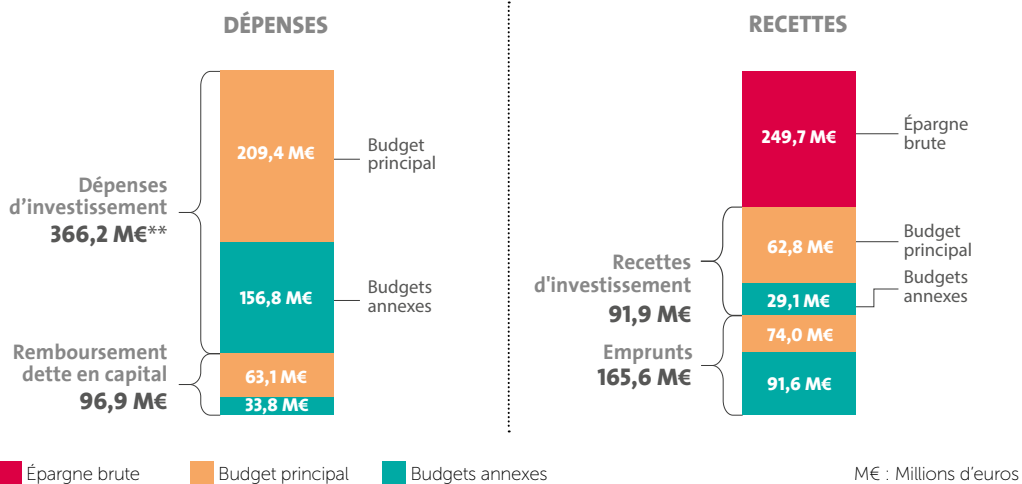 DÉPENSES
209,4 M€
Budget
principal
Dépenses
d'investissement
366,2 M€**
156,8 M€
Budgets
annexes
Remboursement
dette en capital
96,9 M€
63,1 M€
33,8 M€
RECETTES
249,7 M€
Épargne
brute
62,8 M€
Budget
principal
Recettes
d'investissement
91,9 M€
29,1 M€
Budgets
annexes
Emprunts
165,6 M€
74,0 M€
91,6 M€
Épargne brute
Budget principal
Budgets annexes
M€ : Millions d'euros